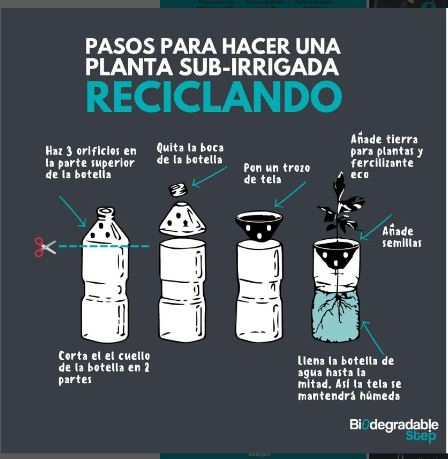 PASOS PARA HACER UNA
PLANTA SUB-IRRIGADA
RECICLANDO
Haz 3 orificios en
la parte superior
de la botella
Quita la boca
de la botella
Pon un trozo
de tela
Añade tierra
para plantas y
fercilizante
eco
Añade
semillas
Corta el el cuello
de la botella en 2
partes
Llena la botella de
agua hasta la
mitad. Así la tela se
mantendrá húmeda
Biodegradable
Step